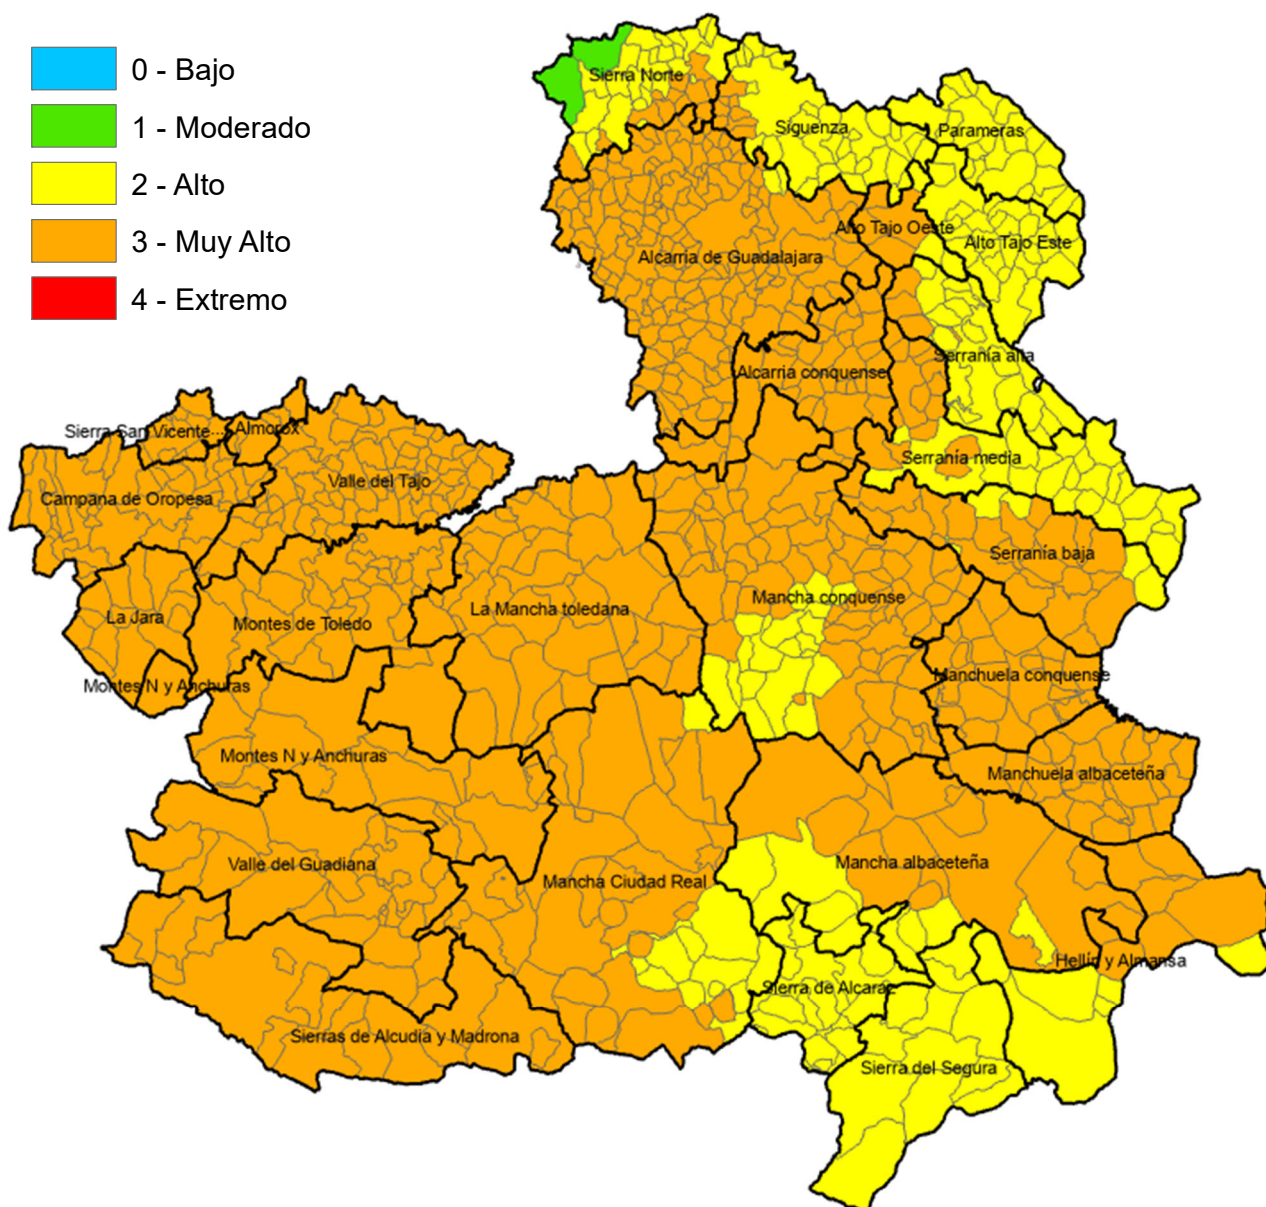 0 - Bajo
1 - Moderado
2 - Alto
3 - Muy Alto
4 - Extremo
Sierra Norte
Sigüenza
Parameras
Alto Tajo Oeste
Alto Tajo Este
Alcarria de Guadalajara
Serranía alta
Alcarria conquense
Sierra San Vicente...
Almorox
Serranía media
Valle del Tajo
Campana de Oropesa
Serranía baja
Mancha conquense
La Mancha toledana
La Jara
Montes de Toledo
Manchuela conquense
Montes N y Anchuras
Montes N y Anchuras
Manchuela albaceteña
Mancha albaceteña
Valle del Guadiana
Mancha Ciudad Real
Hellín y Almansa
Sierra de Alcaraz
Sierras de Alcudia y Madrona
Sierra del Segura